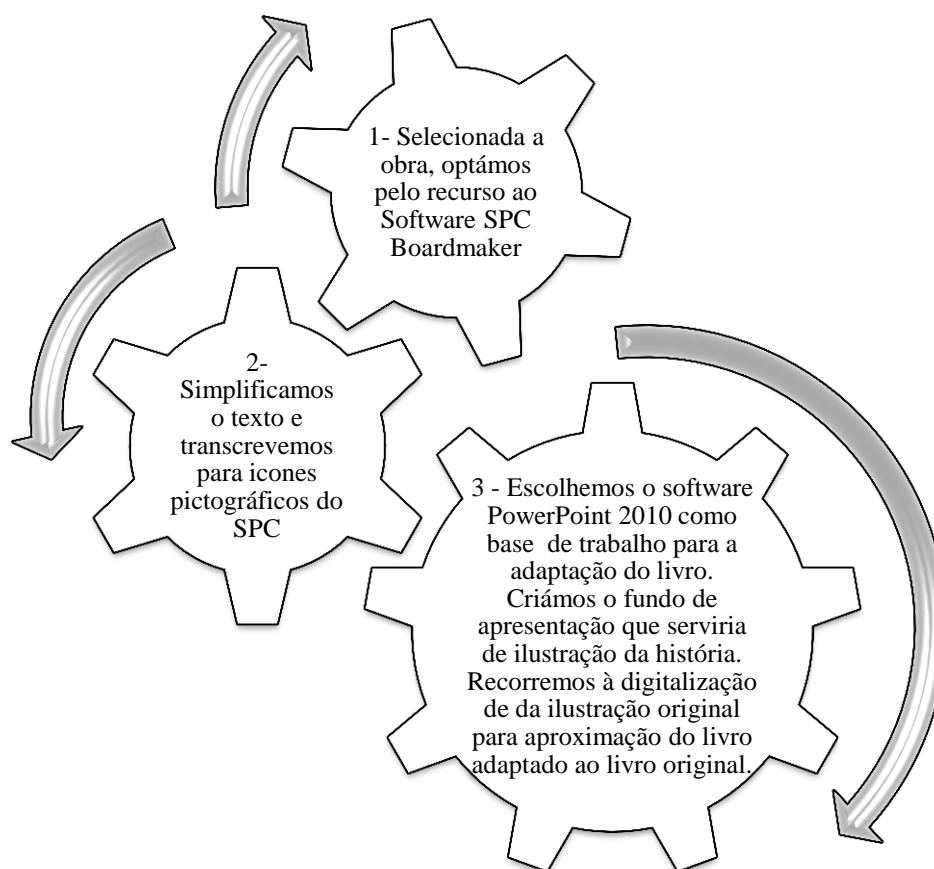 1- Selecionada a
obra, optámos
pelo recurso ao
Software SPC
Boardmaker
2-
Simplificamos
o texto e
transcrevemos
para icones
pictográficos do
SPC
3 - Escolhemos o software
PowerPoint 2010 como
base de trabalho para a
adaptação do livro.
Criámos o fundo de
apresentação que serviria
de ilustração da história.
Recorremos à digitalização
de da ilustração original
para aproximação do livro
adaptado ao livro original.